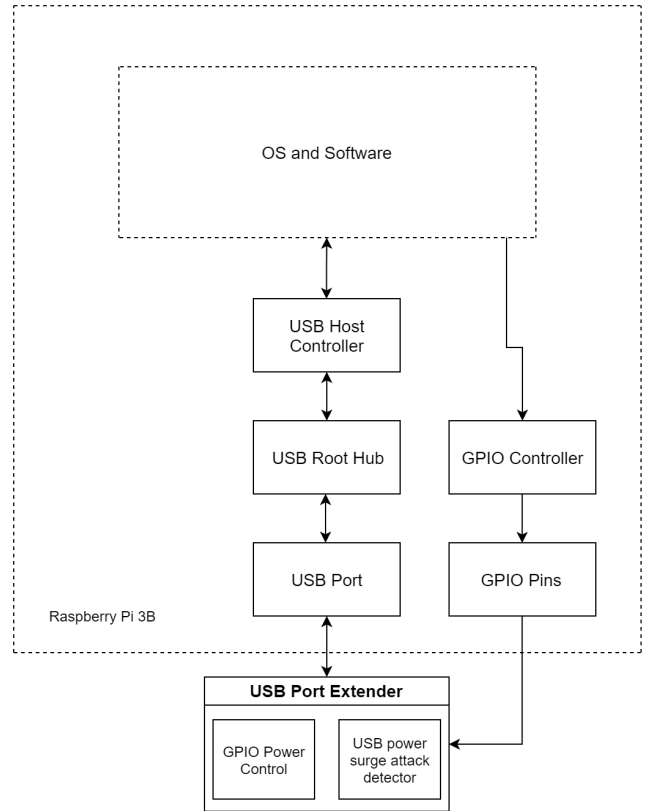 OS and Software
USB Host
Controller
USB Root Hub
GPIO Controller
USB Port
GPIO Pins
Raspberry Pi 3B
USB Port Extender
GPIO Power
Control
USB power
surge attack
detector